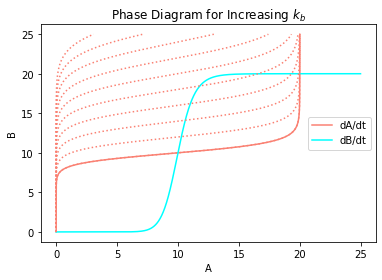 Phase Diagram for Increasing k_b
25
20
15
10
5
0
B
dA/dt
dB/dt
0 5 10 15 20 25
A